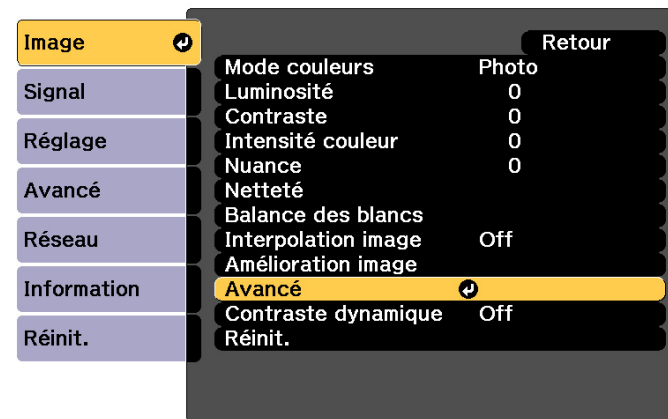 Image
Signal
Réglage
Avancé
Réseau
Information
Réinit.
Retour
Mode couleurs Photo
Luminosité 0
Contraste 0
Intensité couleur 0
Nuance 0
Netteté
Balance des blancs
Interpolation image Off
Amélioration image
Avancé
Contraste dynamique Off
Réinit.